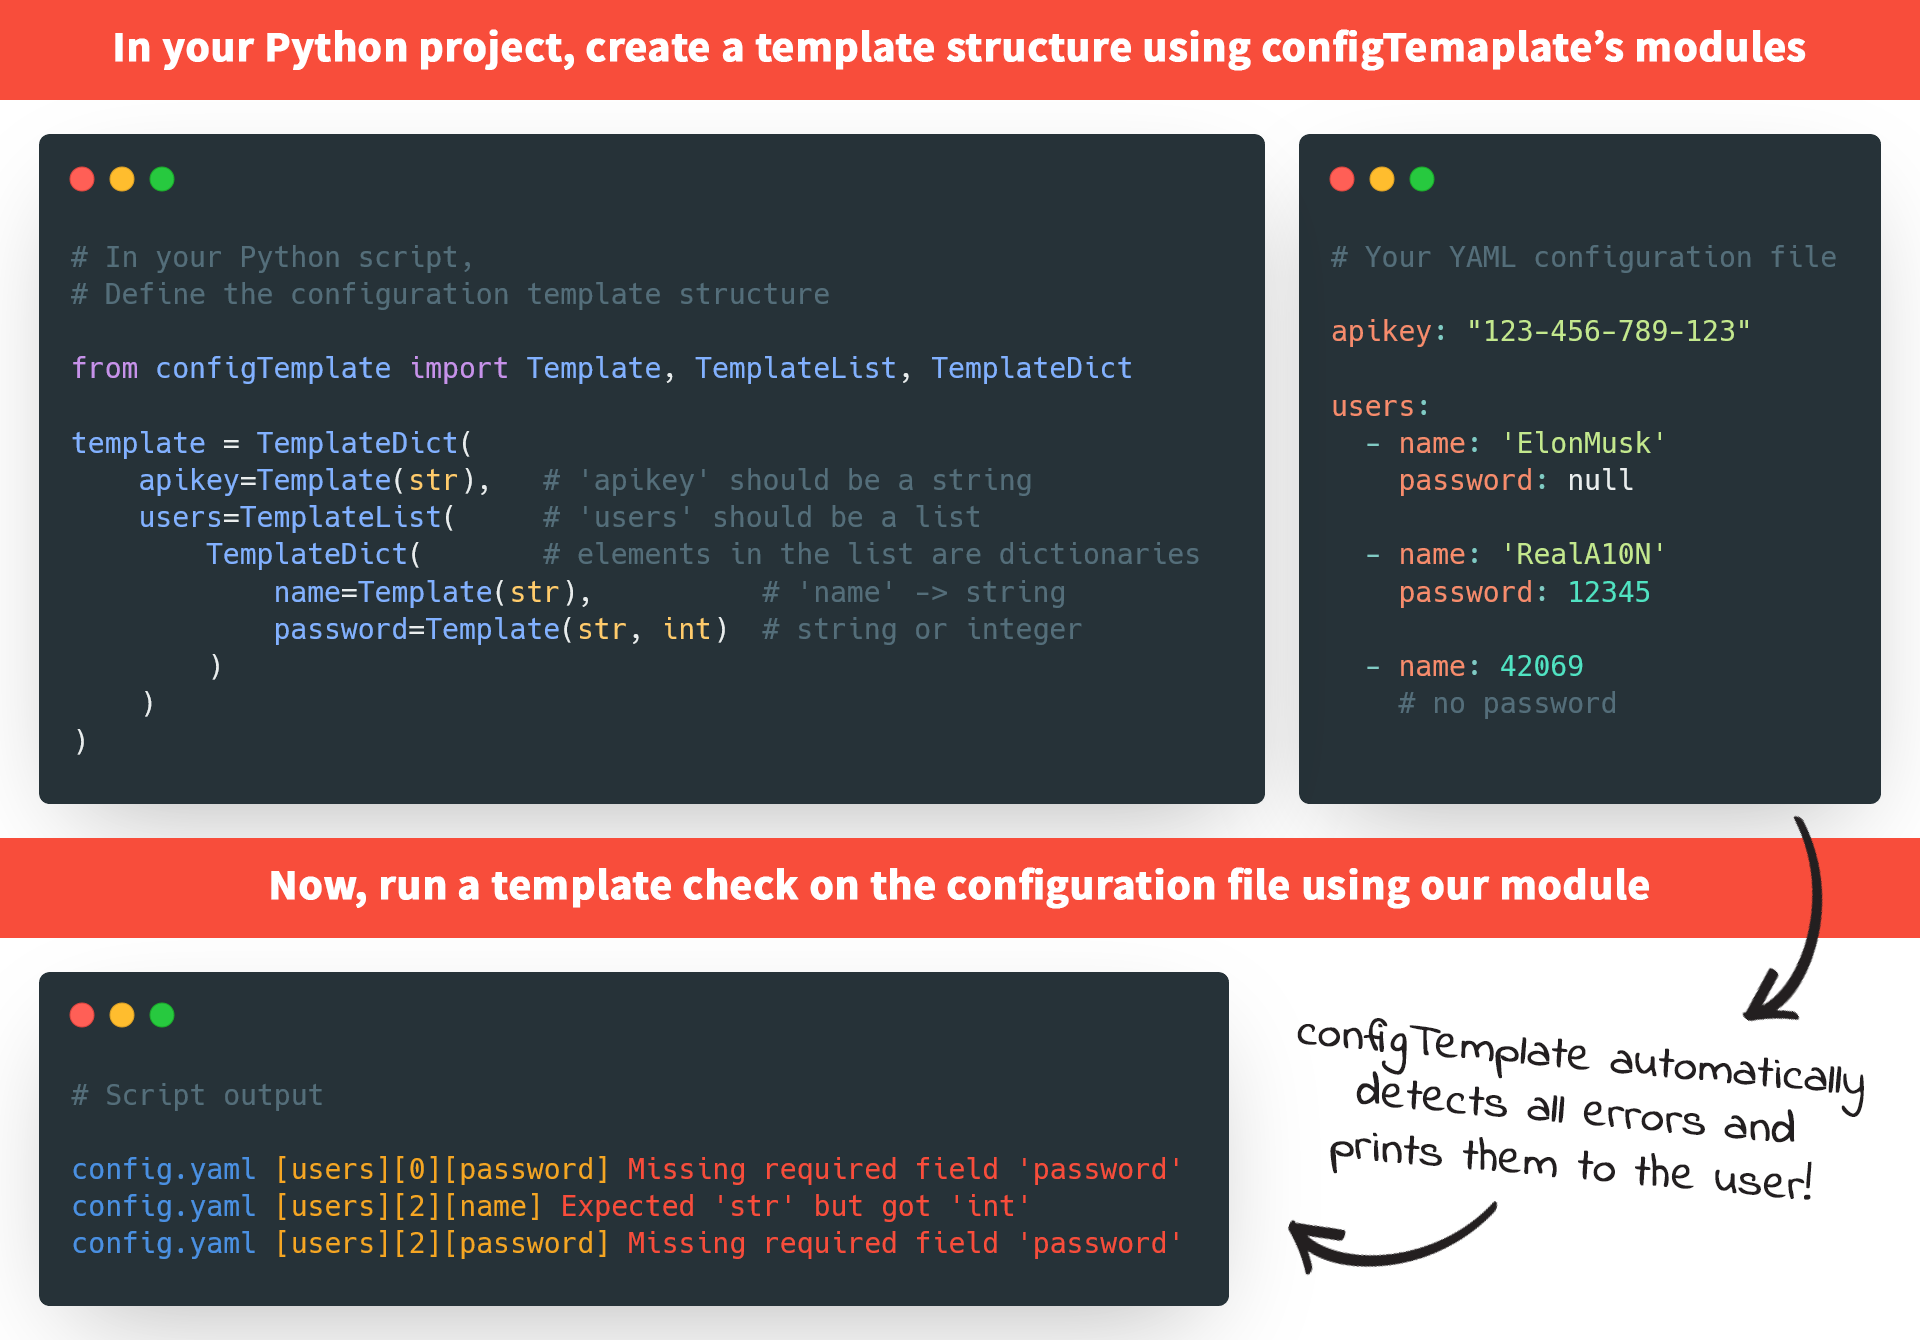 In your Python project, create a template structure using configTemaplate’s modules
# In your Python script,
# Define the configuration template structure
from configTemplate import Template, TemplateList, TemplateDict
template = TemplateDict(
    apikey=Template(str),   # 'apikey' should be a string
    users=TemplateList(     # 'users' should be a list
        TemplateDict(       # elements in the list are dictionaries
            name=Template(str),          # 'name' -> string
            password=Template(str, int)  # string or integer
        )
    )
)
# Your YAML configuration file
apikey: "123-456-789-123"
users:
  - name: 'ElonMusk'
    password: null
  - name: 'RealA10N'
    password: 12345
  - name: 42069
    # no password
Now, run a template check on the configuration file using our module
# Script output
config.yaml [users][0][password] Missing required field 'password'
config.yaml [users][2][name] Expected 'str' but got 'int'
config.yaml [users][2][password] Missing required field 'password'
configTemplate automatically
detects all errors and
prints them to the user!